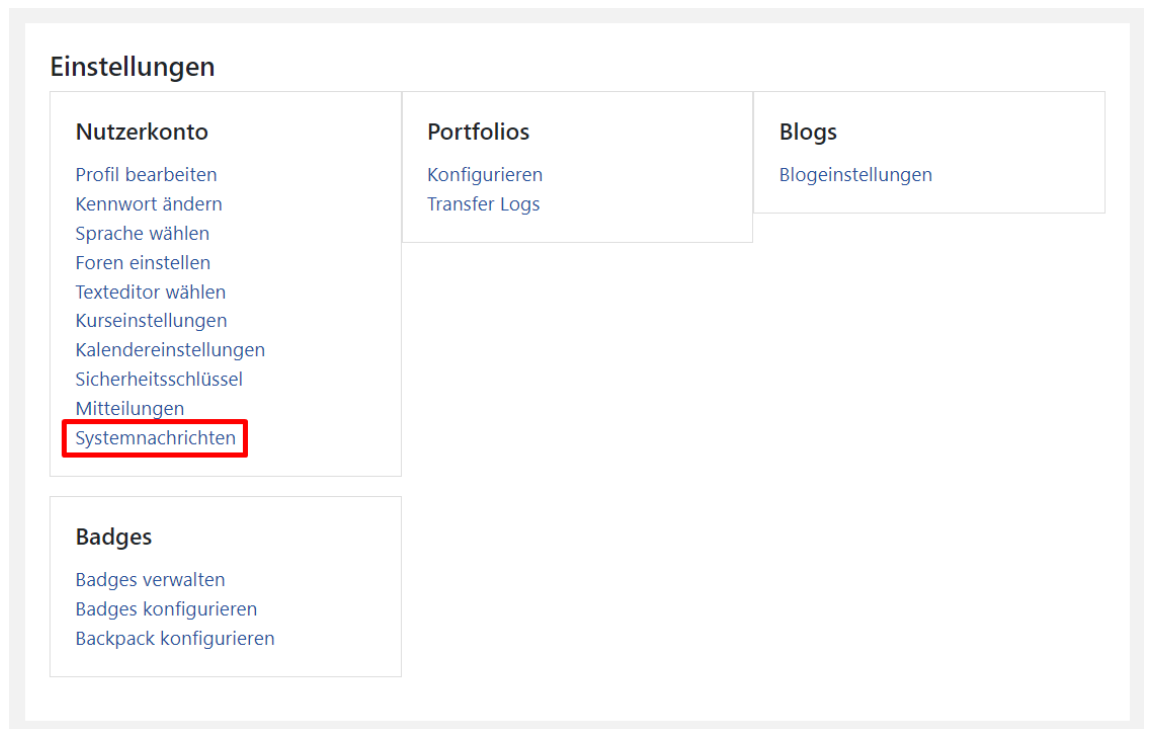 Einstellungen
Nutzerkonto
Profil bearbeiten
Kennwort ändern
Sprache wählen
Foren einstellen
Texteditor wählen
Kurseinstellungen
Kalendereinstellungen
Sicherheitsschlüssel
Mitteilungen
Systemnachrichten
Portfolios
Konfigurieren
Transfer Logs
Blogs
Blogeinstellungen
Badges
Badges verwalten
Badges konfigurieren
Backpack konfigurieren